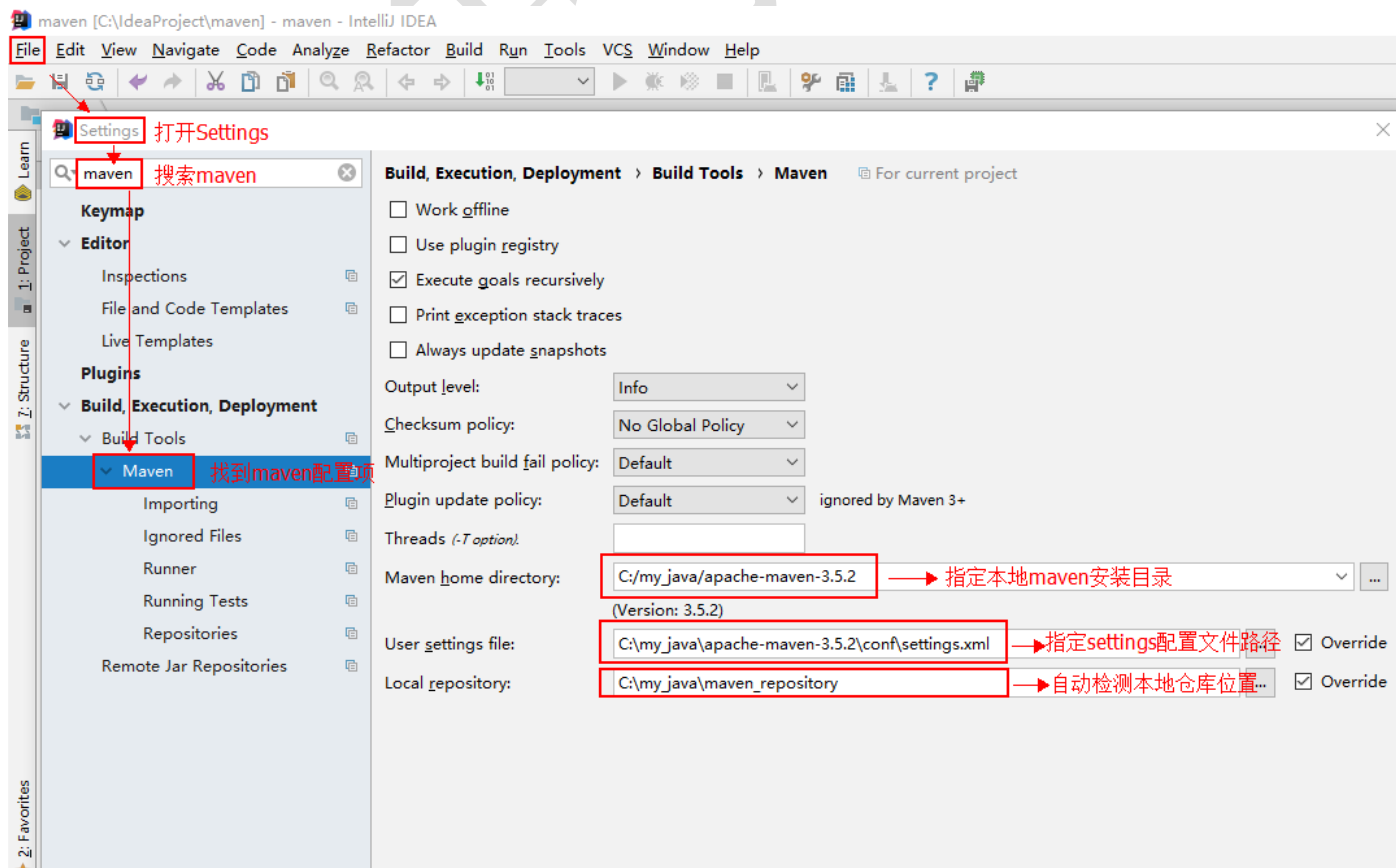 maven [C:\IdeaProject\maven] - maven - IntelliJ IDEA
File Edit View Navigate Code Analyze Refactor Build Run Tools VCS Window Help
Settings 打开Settings
maven 搜索maven
Build, Execution, Deployment › Build Tools › Maven For current project
Learn
1: Project
7: Structure
2: Favorites
Keymap
Editor
Inspections
File and Code Templates
Live Templates
Plugins
Build, Execution, Deployment
Build Tools
Maven 找到maven配置项
Importing
Ignored Files
Runner
Running Tests
Repositories
Remote Jar Repositories
Work offline
Use plugin registry
Execute goals recursively
Print exception stack traces
Always update snapshots
Output level: Info
Checksum policy: No Global Policy
Multiproject build fail policy: Default
Plugin update policy: Default ignored by Maven 3+
Threads (-T option).
Maven home directory: C:/my_java/apache-maven-3.5.2 指定本地maven安装目录 ...
(Version: 3.5.2)
User settings file: C:\my_java\apache-maven-3.5.2\conf\settings.xml 指定settings配置文件路径 Override
Local repository: C:\my_java\maven_repository 自动检测本地仓库位置 ... Override